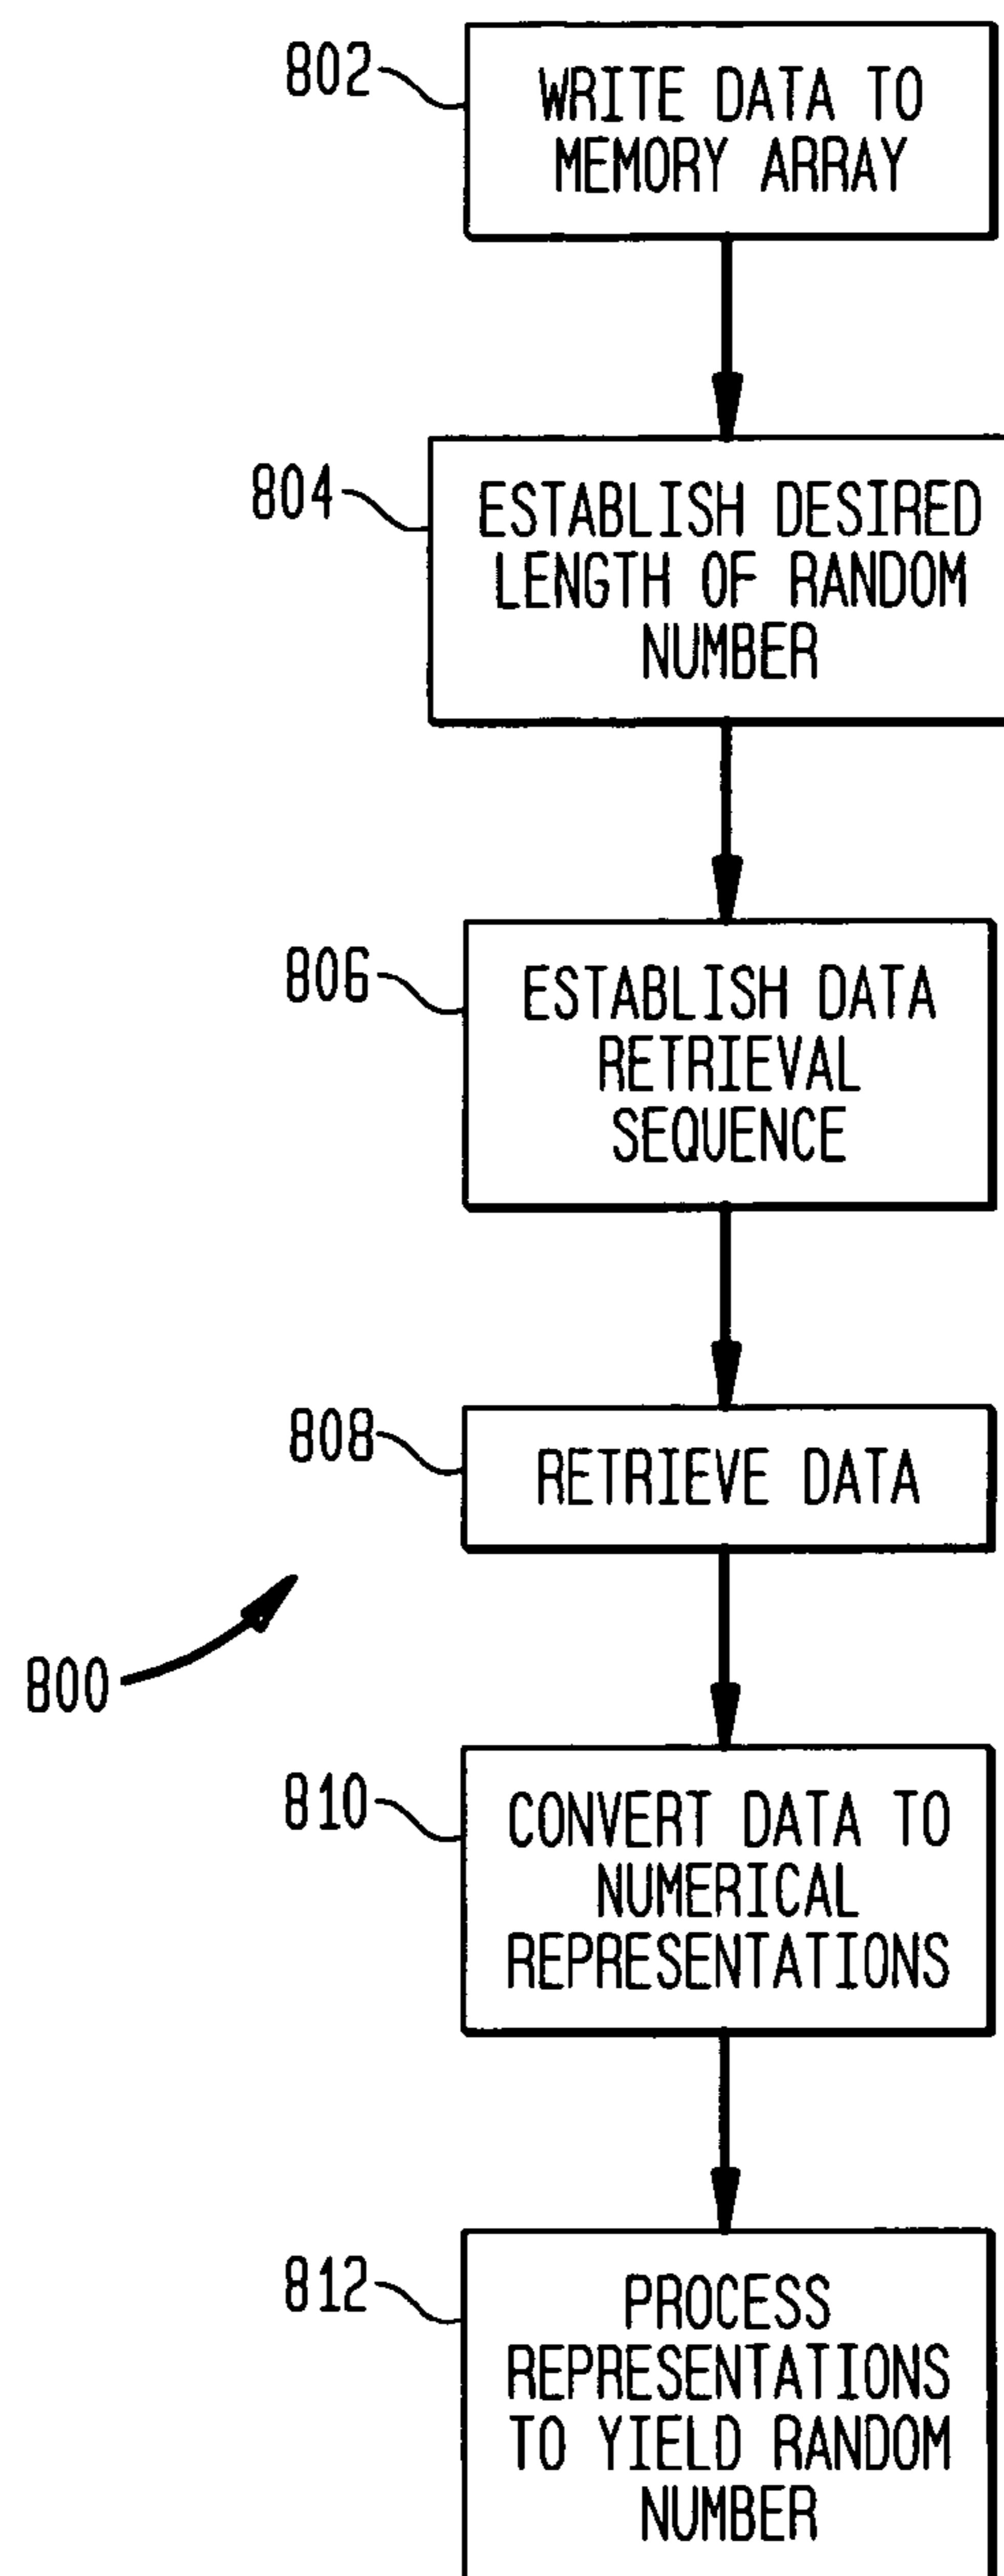 802
WRITE DATA TO
MEMORY ARRAY
804
ESTABLISH DESIRED
LENGTH OF RANDOM
NUMBER
806
ESTABLISH DATA
RETRIEVAL
SEQUENCE
808
RETRIEVE DATA
800
810
CONVERT DATA TO
NUMERICAL
REPRESENTATIONS
812
PROCESS
REPRESENTATIONS
TO YIELD RANDOM
NUMBER